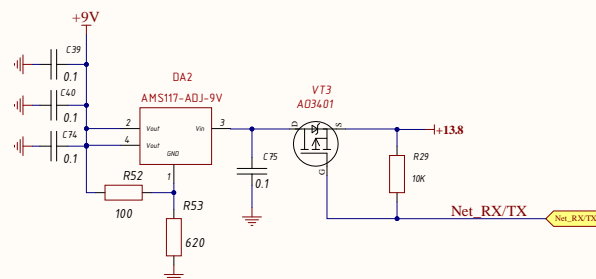 +9V
C39
0.1
C40
0.1
C74
0.1
DA2
AMS117-ADJ-9V
2
Vout
Vin
3
4
Vout
GND
1
R52
100
R53
620
C75
0.1
VT3
AO3401
D
S
G
+13.8
R29
10K
Net_RX/TX
Net_RX/TX